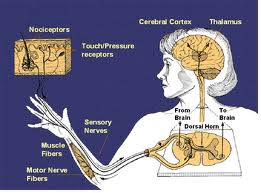 Cerebral Cortex
Thalamus
Nociceptors
Touch/Pressure
receptors
Sensory
Nerves
From
Brain
To
Brain
Dorsal Horn
Muscle
Fibers
Motor Nerve
Fibers